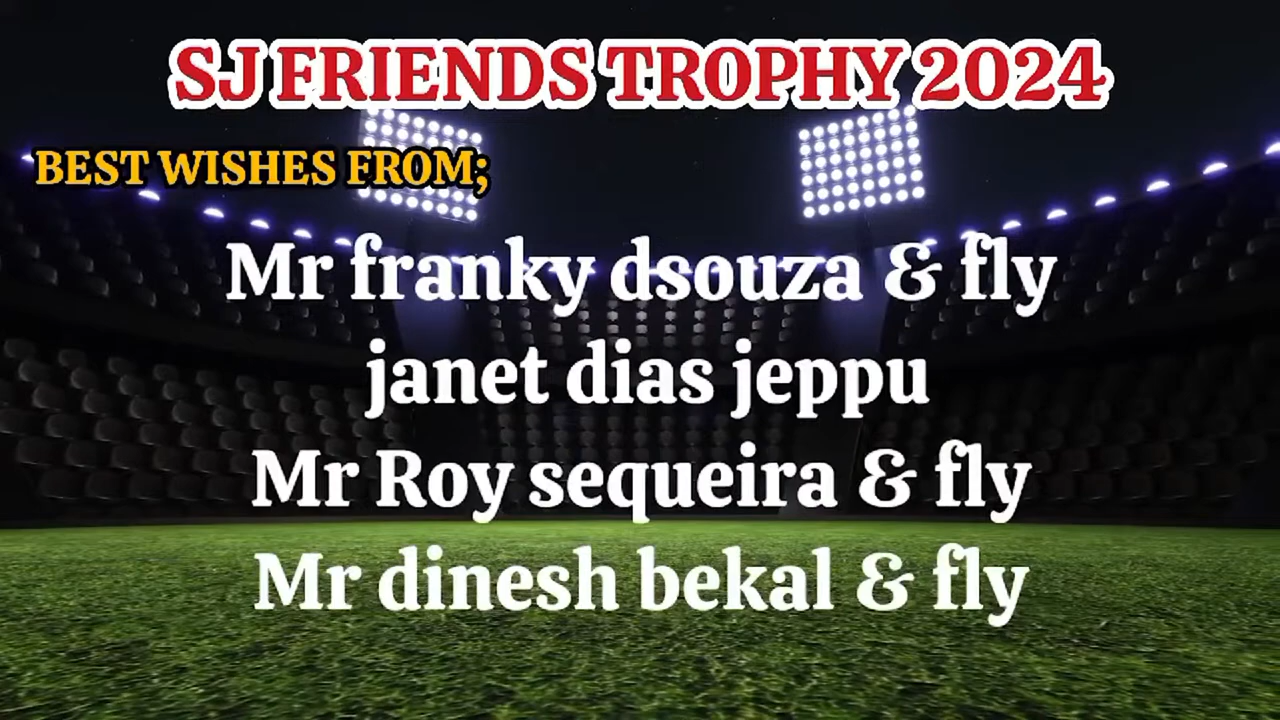 SJ FRIENDS TROPHY 2024
BEST WISHES FROM;
Mr franky dsouza & fly
janet dias jeppu
Mr Roy sequeira & fly
Mr dinesh bekal & fly